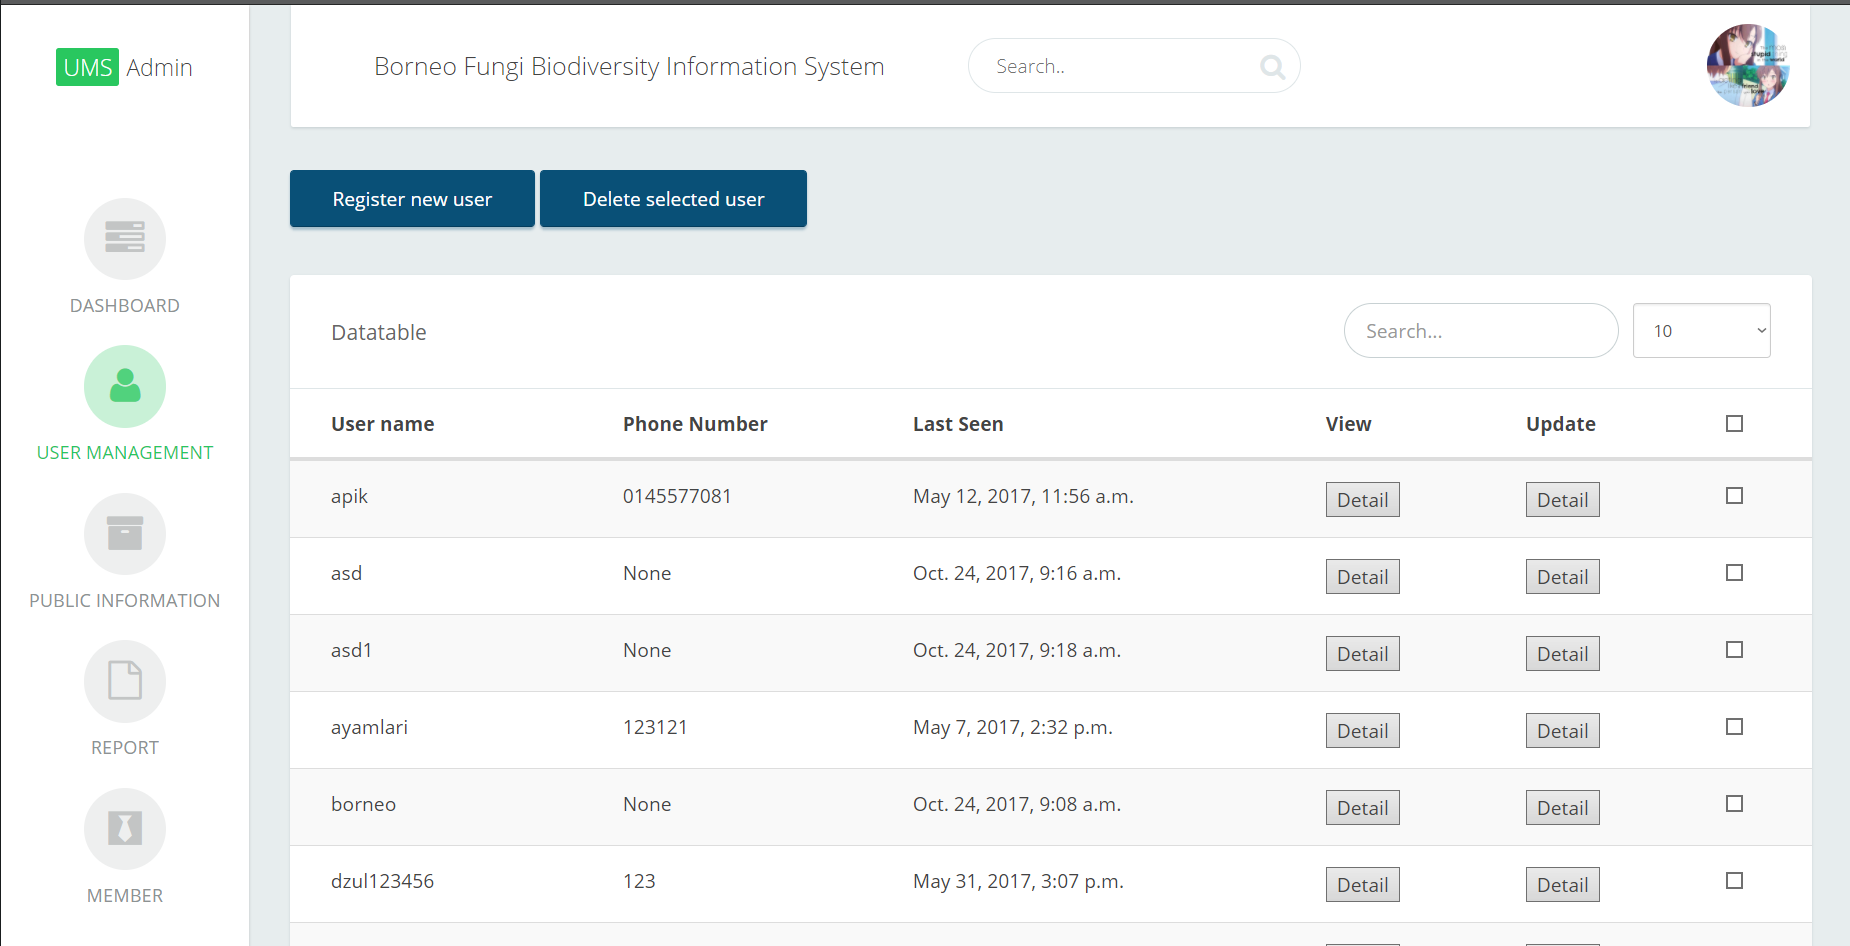 UMS Admin
Borneo Fungi Biodiversity Information System
Search..
DASHBOARD
USER MANAGEMENT
PUBLIC INFORMATION
REPORT
MEMBER
Register new user
Delete selected user
Datatable
Search...
10
User name Phone Number Last Seen View Update
apik 0145577081 May 12, 2017, 11:56 a.m. Detail Detail
asd None Oct. 24, 2017, 9:16 a.m. Detail Detail
asd1 None Oct. 24, 2017, 9:18 a.m. Detail Detail
ayamlari 123121 May 7, 2017, 2:32 p.m. Detail Detail
borneo None Oct. 24, 2017, 9:08 a.m. Detail Detail
dzul123456 123 May 31, 2017, 3:07 p.m. Detail Detail